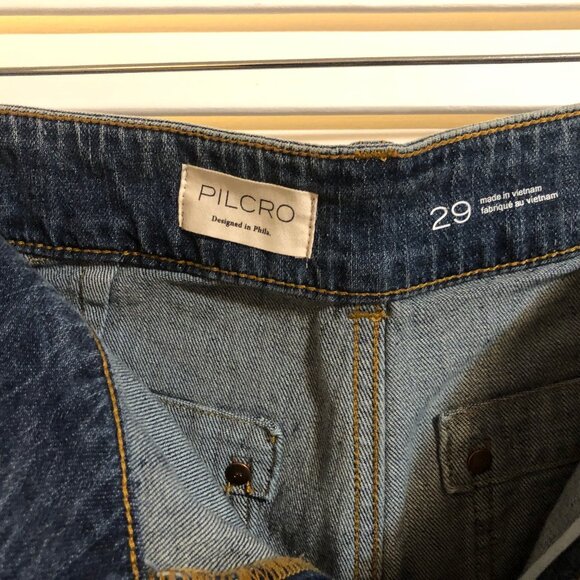 PILCRO
Designed in Phila.
29
made in vietnam
fabriqué au vietnam